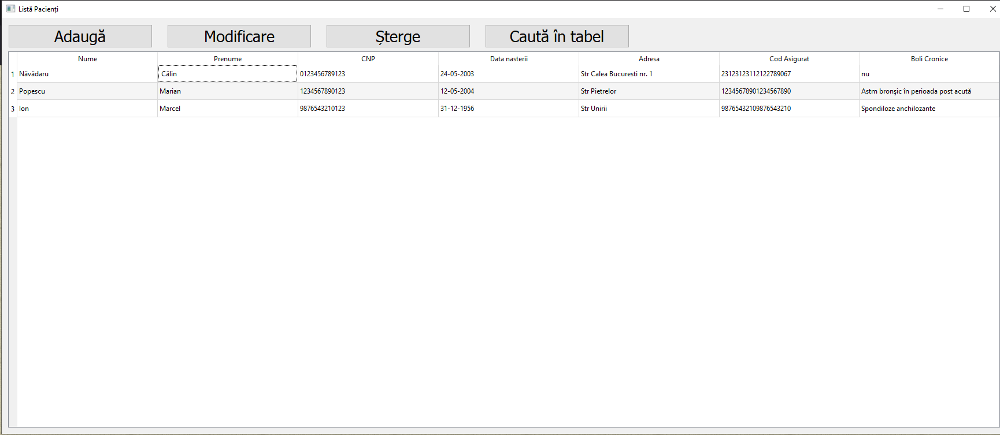 Listă Pacienți
Adaugă Modificare Șterge Caută în tabel
Nume Prenume CNP Data nasterii Adresa Cod Asigurat Boli Cronice
1 Năvădaru Călin 0123456789123 24-05-2003 Str Calea Bucuresti nr. 1 23123123112122789067 nu
2 Popescu Marian 1234567890123 12-05-2004 Str Pietrelor 12345678901234567890 Astm bronşic în perioada post acută
3 Ion Marcel 9876543210123 31-12-1956 Str Unirii 98765432109876543210 Spondiloze anchilozante